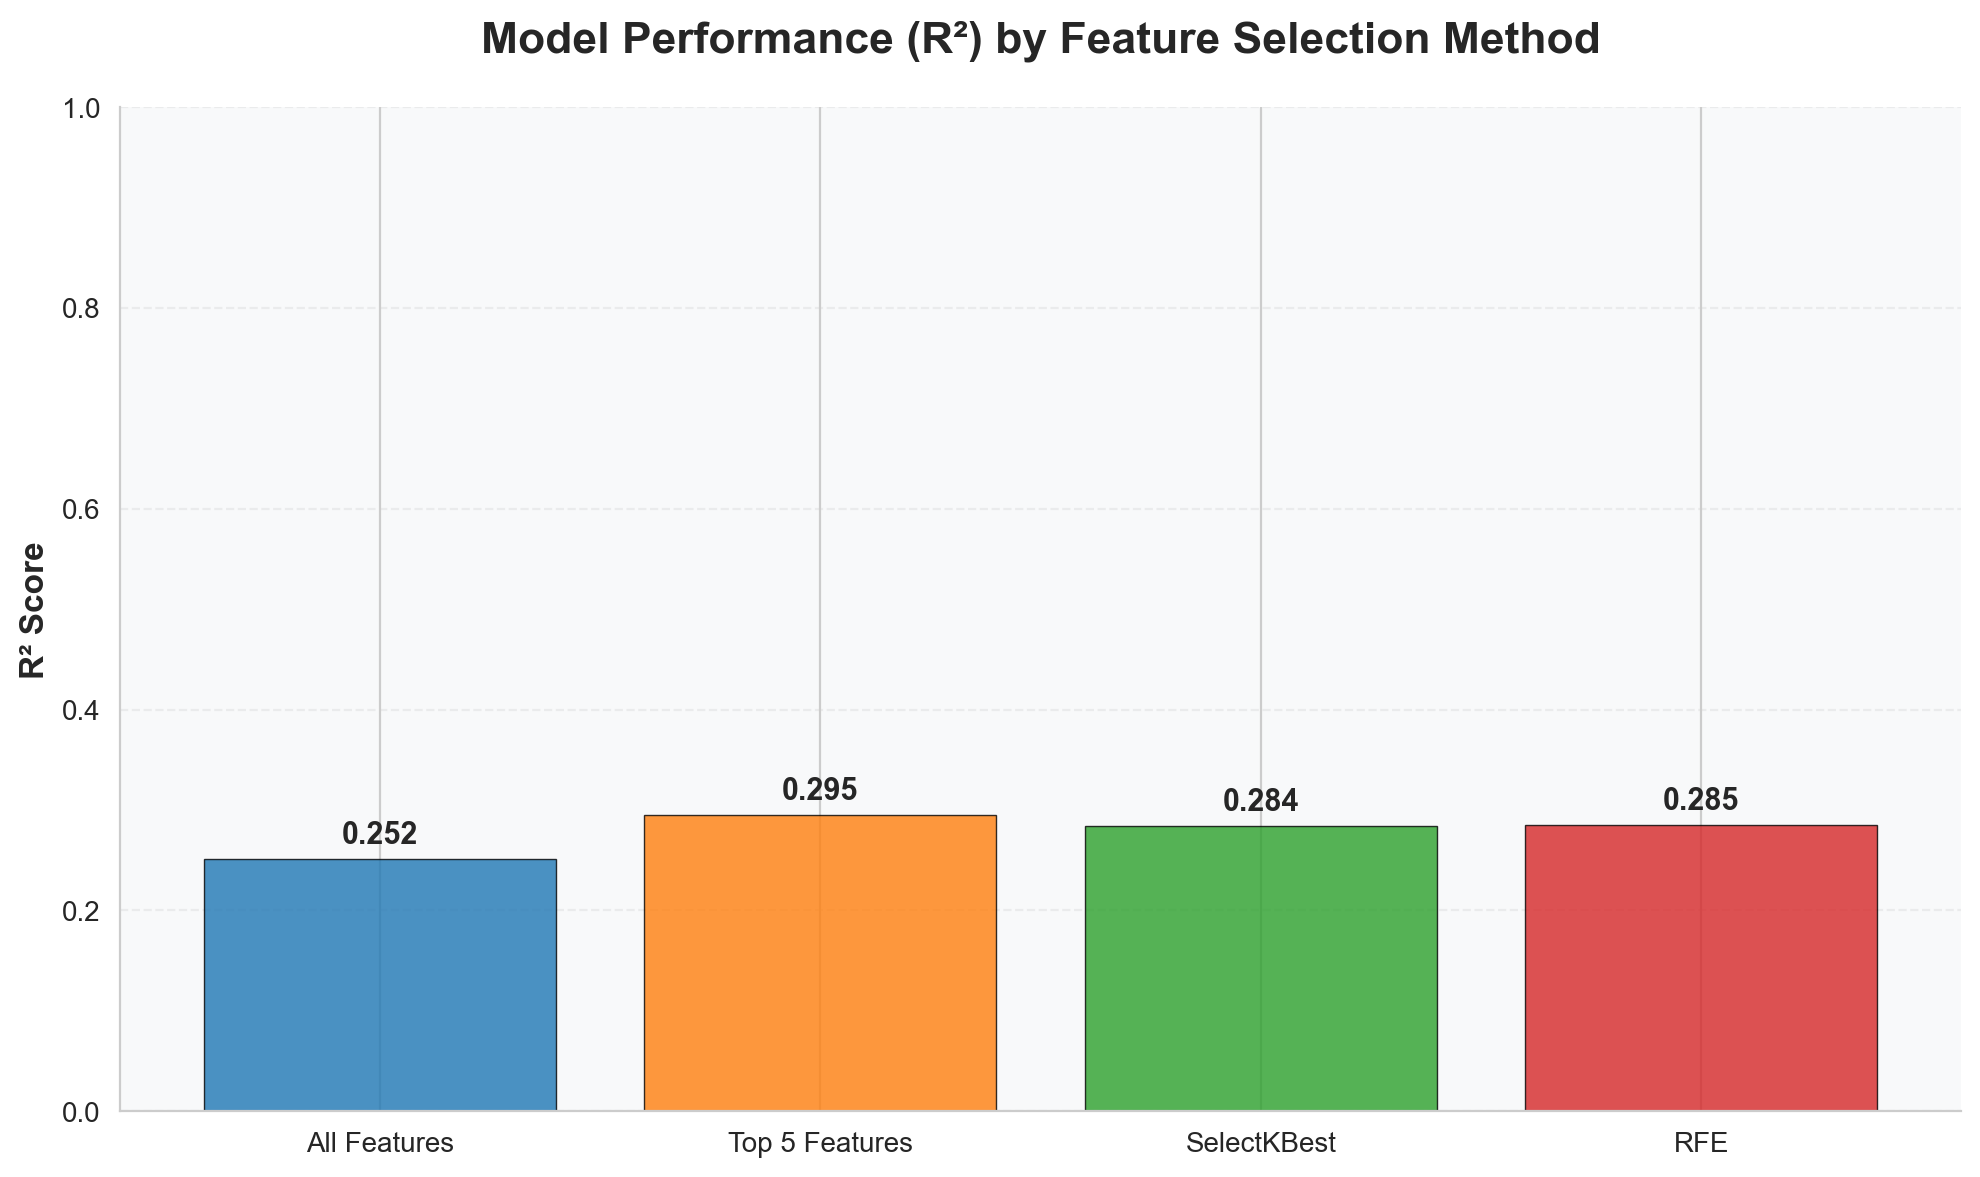 Model Performance (R²) by Feature Selection Method
R² Score
1.0
0.8
0.6
0.4
0.2
0.0
0.252
0.295
0.284
0.285
All Features
Top 5 Features
SelectKBest
RFE